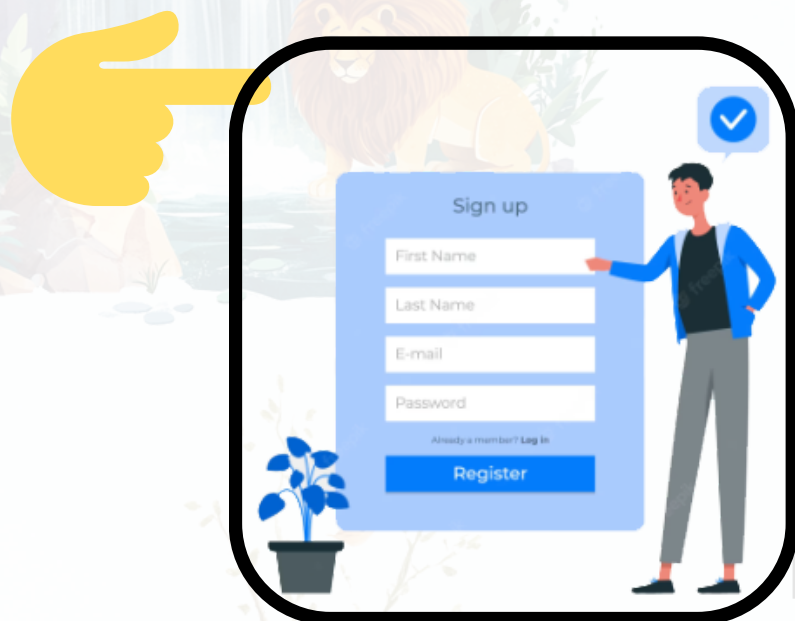 Sign up
First Name
Last Name
E-mail
Password
Already a member? Log in
Register